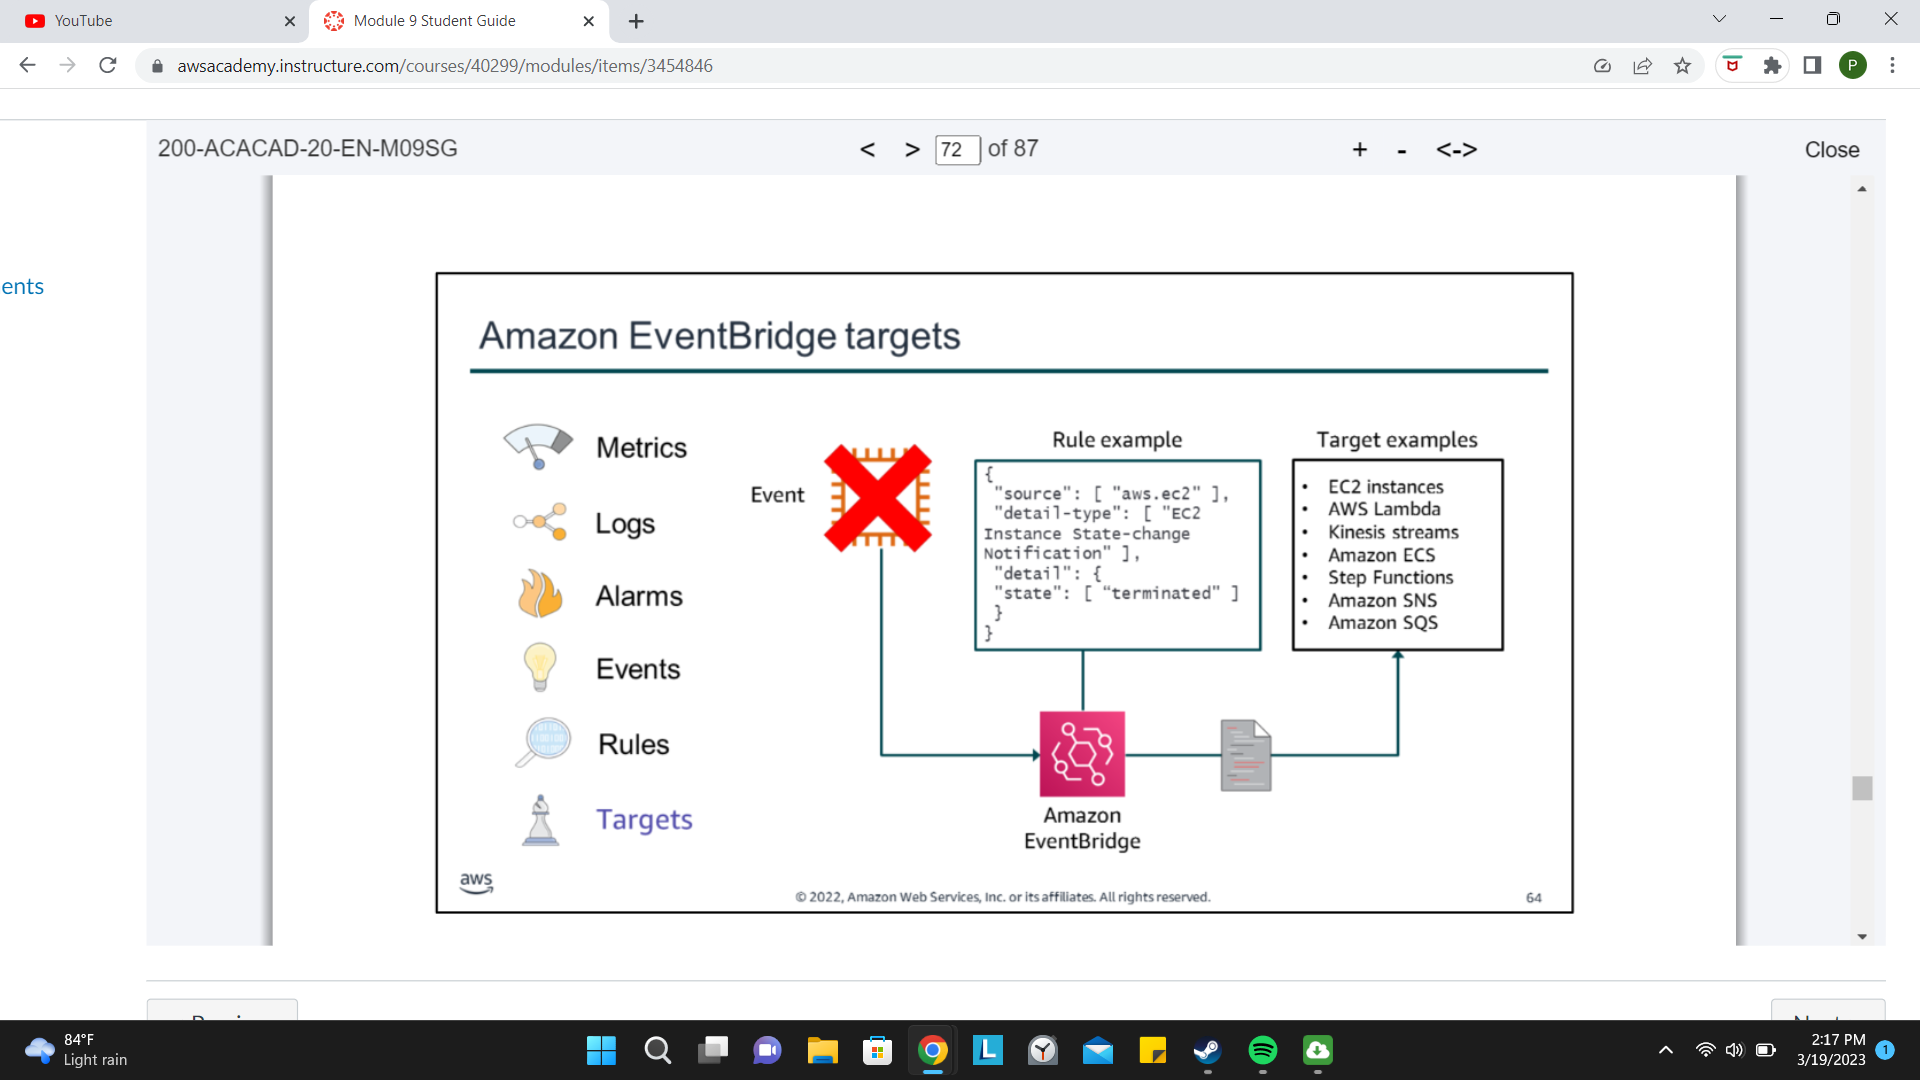 YouTube
Module 9 Student Guide
awsacademy.instructure.com/courses/40299/modules/items/3454846
P
200-ACACAD-20-EN-M09SG
< > 72 of 87
+ - <->
Close
ents
Amazon EventBridge targets
Metrics
Logs
Alarms
Events
Rules
Targets
Event
Rule example
{
"source": [ "aws.ec2" ],
"detail-type": [ "EC2
Instance State-change
Notification" ],
"detail": {
"state": [ "terminated" ]
}
}
Target examples
• EC2 instances
• AWS Lambda
• Kinesis streams
• Amazon ECS
• Step Functions
• Amazon SNS
• Amazon SQS
Amazon
EventBridge
aws
© 2022, Amazon Web Services, Inc. or its affiliates. All rights reserved.
64
84°F
Light rain
L
2:17 PM
3/19/2023
1